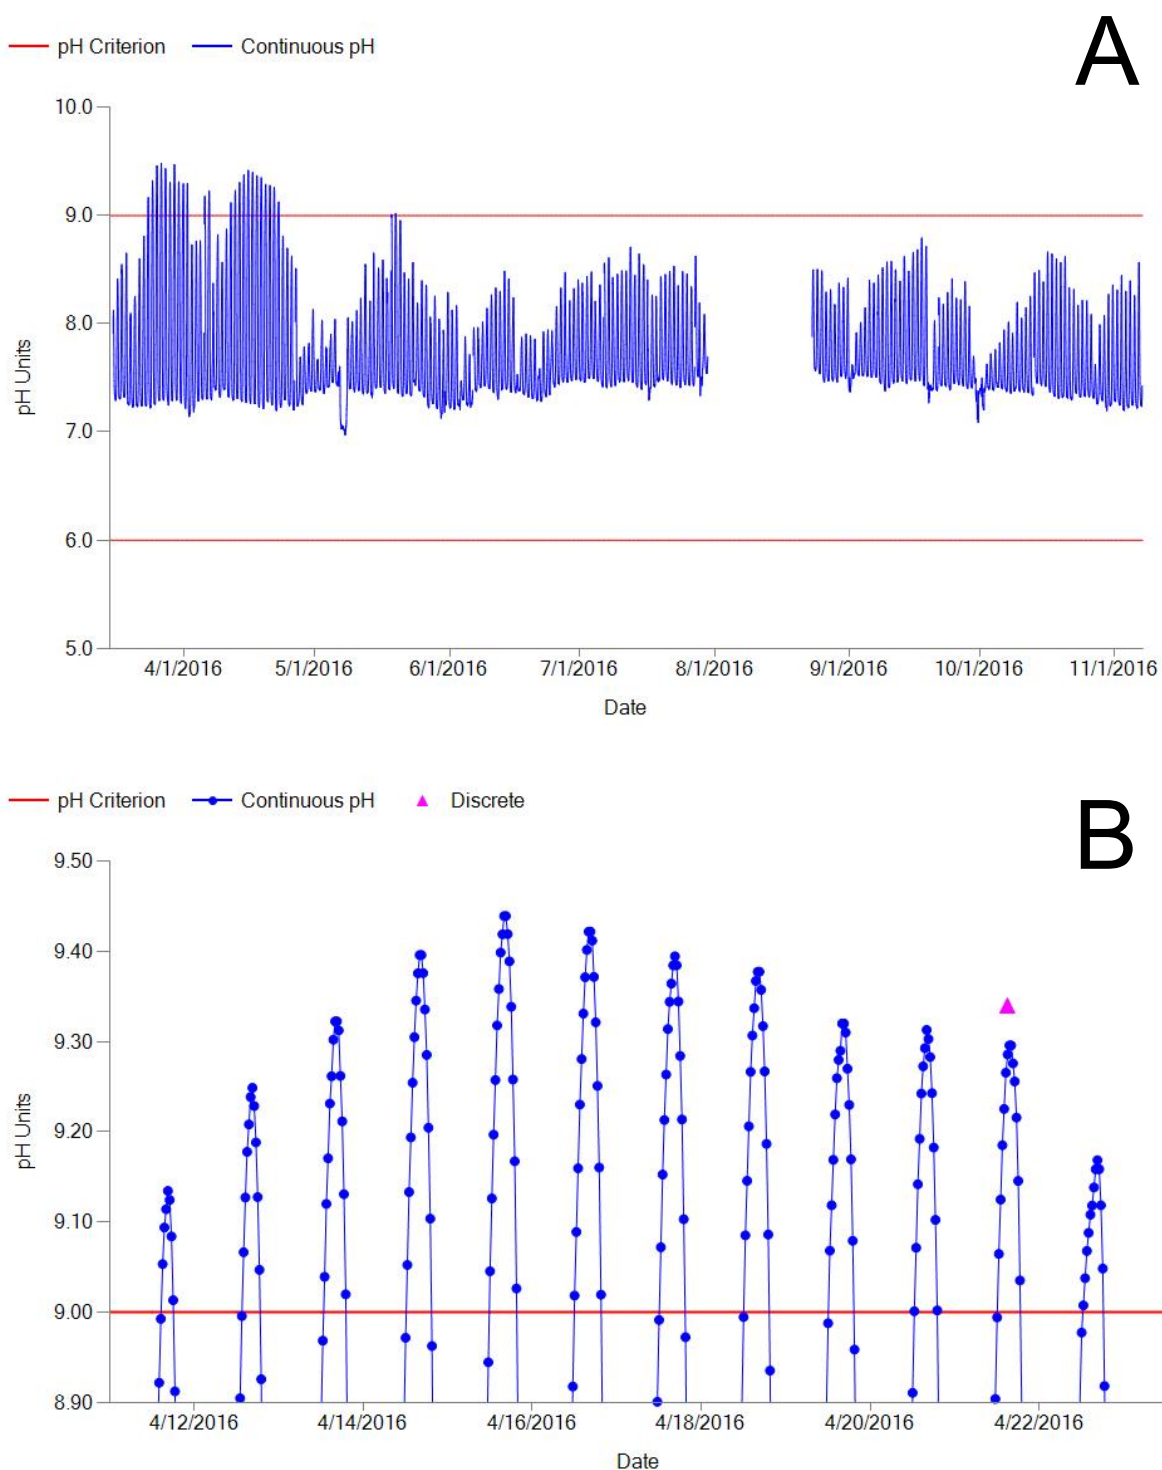 A
pH Criterion Continuous pH
10.0
9.0
8.0
7.0
6.0
5.0
pH Units
4/1/2016 5/1/2016 6/1/2016 7/1/2016 8/1/2016 9/1/2016 10/1/2016 11/1/2016
Date
B
pH Criterion Continuous pH Discrete
9.50
9.40
9.30
9.20
9.10
9.00
8.90
pH Units
4/12/2016 4/14/2016 4/16/2016 4/18/2016 4/20/2016 4/22/2016
Date